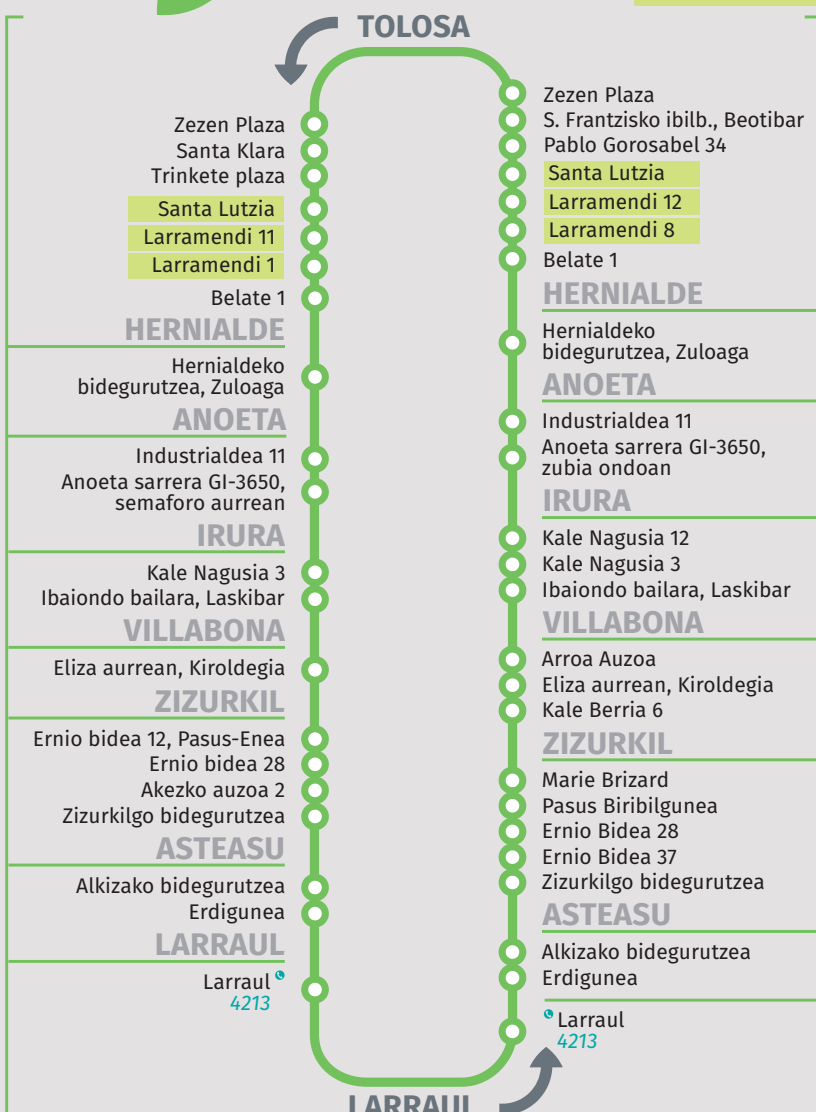 TOLOSA
Zezen Plaza
Santa Klara
Trinkete plaza
Santa Lutzia
Larramendi 11
Larramendi 1
Belate 1
HERNIALDE
Hernialdeko
bidegurutzea, Zuloaga
ANOETA
Industrialdea 11
Anoeta sarrera GI-3650,
semaforo aurrean
IRURA
Kale Nagusia 3
Ibaiondo bailara, Laskibar
VILLABONA
Eliza aurrean, Kiroldegia
ZIZURKIL
Ernio bidea 12, Pasus-Enea
Ernio bidea 28
Akezko auzoa 2
Zizurkilgo bidegurutzea
ASTEASU
Alkizako bidegurutzea
Erdigunea
LARRAUL
Larraul
4213
Zezen Plaza
S. Frantzisko ibilb., Beotibar
Pablo Gorosabel 34
Santa Lutzia
Larramendi 12
Larramendi 8
Belate 1
HERNIALDE
Hernialdeko
bidegurutzea, Zuloaga
ANOETA
Industrialdea 11
Anoeta sarrera GI-3650,
zubia ondoan
IRURA
Kale Nagusia 12
Kale Nagusia 3
Ibaiondo bailara, Laskibar
VILLABONA
Arroa Auzoa
Eliza aurrean, Kiroldegia
Kale Berria 6
ZIZURKIL
Marie Brizard
Pasus Biribilgunea
Ernio Bidea 28
Ernio Bidea 37
Zizurkilgo bidegurutzea
ASTEASU
Alkizako bidegurutzea
Erdigunea
Larraul
4213
LARRAUL